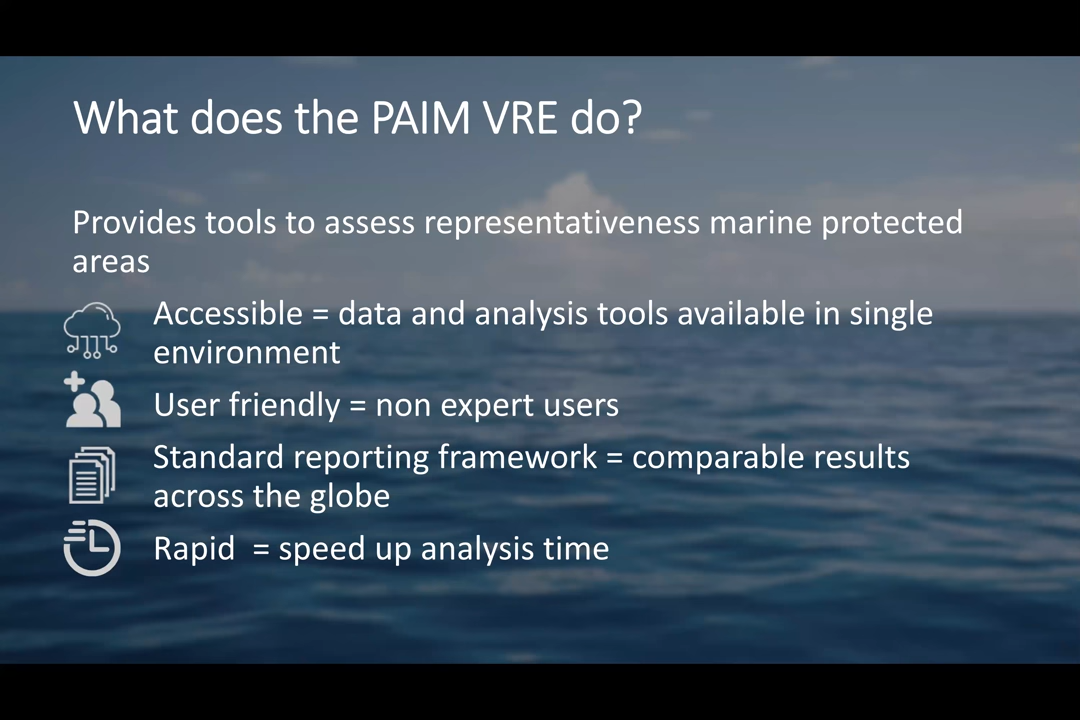 What does the PAIM VRE do?
Provides tools to assess representativeness marine protected
areas
Accessible = data and analysis tools available in single
environment
User friendly = non expert users
Standard reporting framework = comparable results
across the globe
Rapid  = speed up analysis time